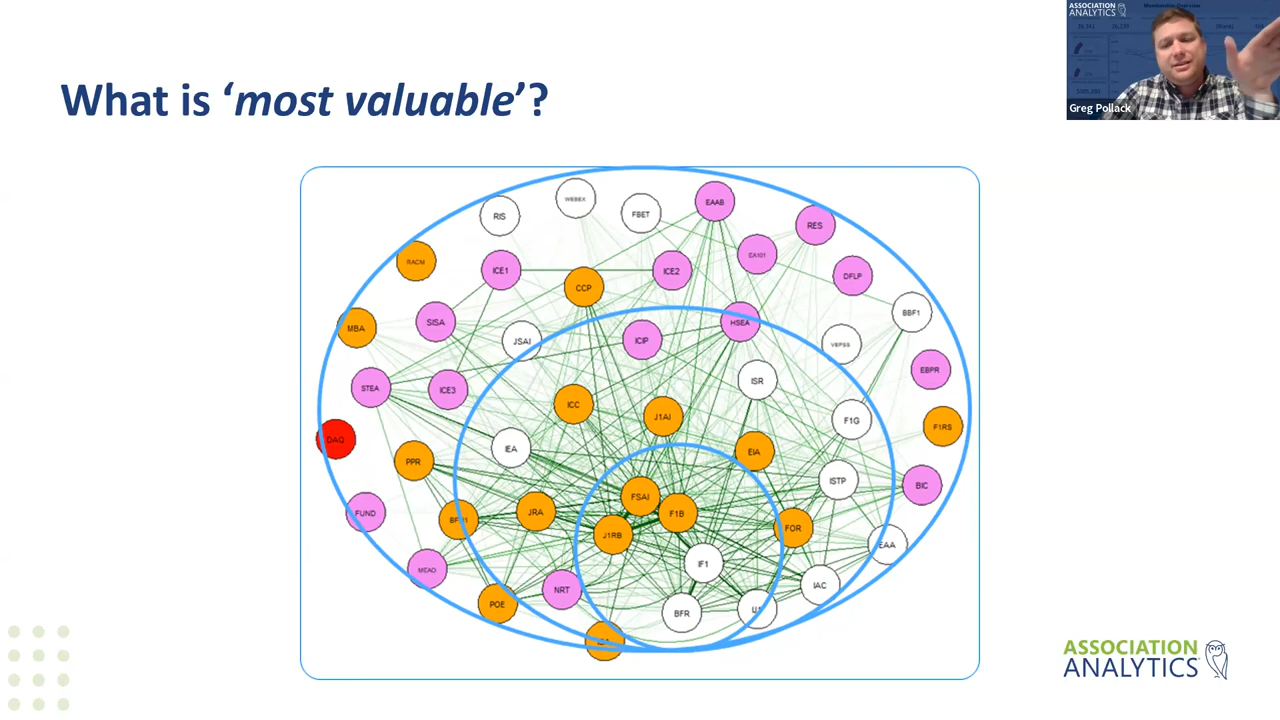 What is ‘most valuable’?
ASSOCIATION
ANALYTICS
Membership Overview
Greg Pollack
WEBEX
RIS
FBET
EAAB
RES
RACM
ICE1
CCP
ICE2
EA101
DFLP
MBA
SISA
JSAI
ICIP
HSEA
VEPSS
BBF1
STEA
ICE3
ICC
J1AI
ISR
F1G
EBPR
F1RS
DAQ
PPR
IEA
EIA
ISTP
BIC
FUND
JRA
FSAI
F1B
J1RB
FOR
EAA
MEAO
POE
NRT
IF1
IAC
BFR
ASSOCIATION
ANALYTICS